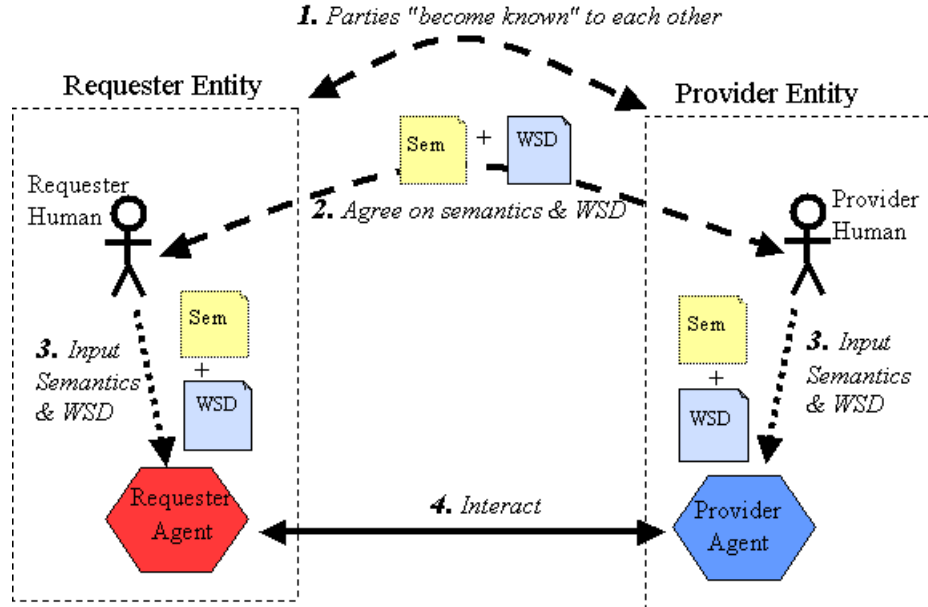 1. Parties "become known" to each other
Requester Entity
Provider Entity
Sem
+
WSD
Requester
Human
2. Agree on semantics & WSD
Provider
Human
Sem
+
WSD
3. Input
Semantics
& WSD
Sem
+
WSD
3. Input
Semantics
& WSD
Requester
Agent
4. Interact
Provider
Agent